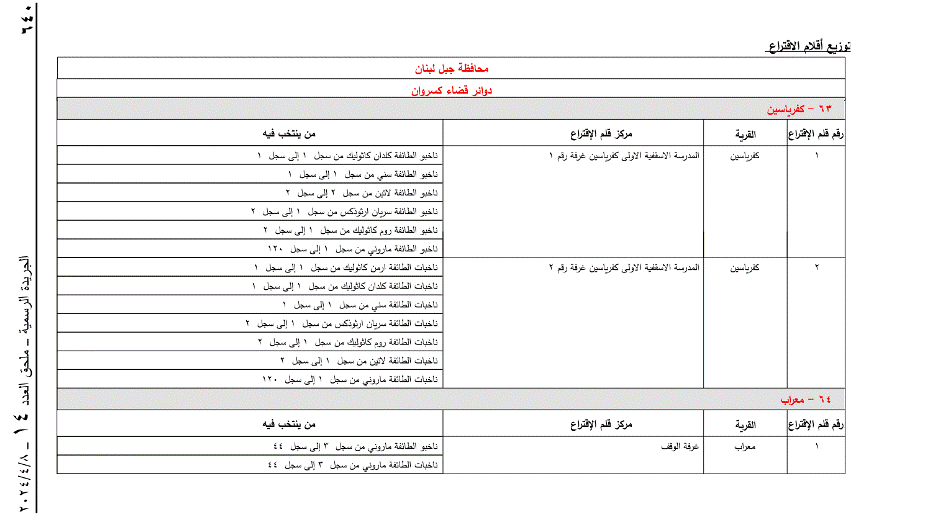 ٦٤٠
الجريدة الرسمية – ملحق العدد ١٤ – ٢٠٢٤/٤/٨
توزيع أقلام الاقتراع
محافظة جبل لبنان
دوائر قضاء كسروان
٦٣ - كفرياسين
رقم قلم الإقتراع القرية مركز قلم الإقتراع من ينتخب فيه
١ كفرياسين المدرسة الاسقفية الاولى كفرياسين غرفة رقم ١ ناخبو الطائفة كلدان كاثوليك من سجل ١ إلى سجل ١
ناخبو الطائفة سني من سجل ١ إلى سجل ١
ناخبو الطائفة لاتين من سجل ٢ إلى سجل ٢
ناخبو الطائفة سريان ارثوذكس من سجل ١ إلى سجل ٢
ناخبو الطائفة روم كاثوليك من سجل ١ إلى سجل ٢
ناخبو الطائفة ماروني من سجل ١ إلى سجل ١٢٠
٢ كفرياسين المدرسة الاسقفية الاولى كفرياسين غرفة رقم ٢ ناخبات الطائفة ارمن كاثوليك من سجل ١ إلى سجل ١
ناخبات الطائفة كلدان كاثوليك من سجل ١ إلى سجل ١
ناخبات الطائفة سني من سجل ١ إلى سجل ١
ناخبات الطائفة سريان ارثوذكس من سجل ١ إلى سجل ٢
ناخبات الطائفة روم كاثوليك من سجل ١ إلى سجل ٢
ناخبات الطائفة لاتين من سجل ١ إلى سجل ٢
ناخبات الطائفة ماروني من سجل ١ إلى سجل ١٢٠
٦٤ - معراب
رقم قلم الإقتراع القرية مركز قلم الإقتراع من ينتخب فيه
١ معراب غرفة الوقف ناخبو الطائفة ماروني من سجل ٣ إلى سجل ٤٤
ناخبات الطائفة ماروني من سجل ٣ إلى سجل ٤٤